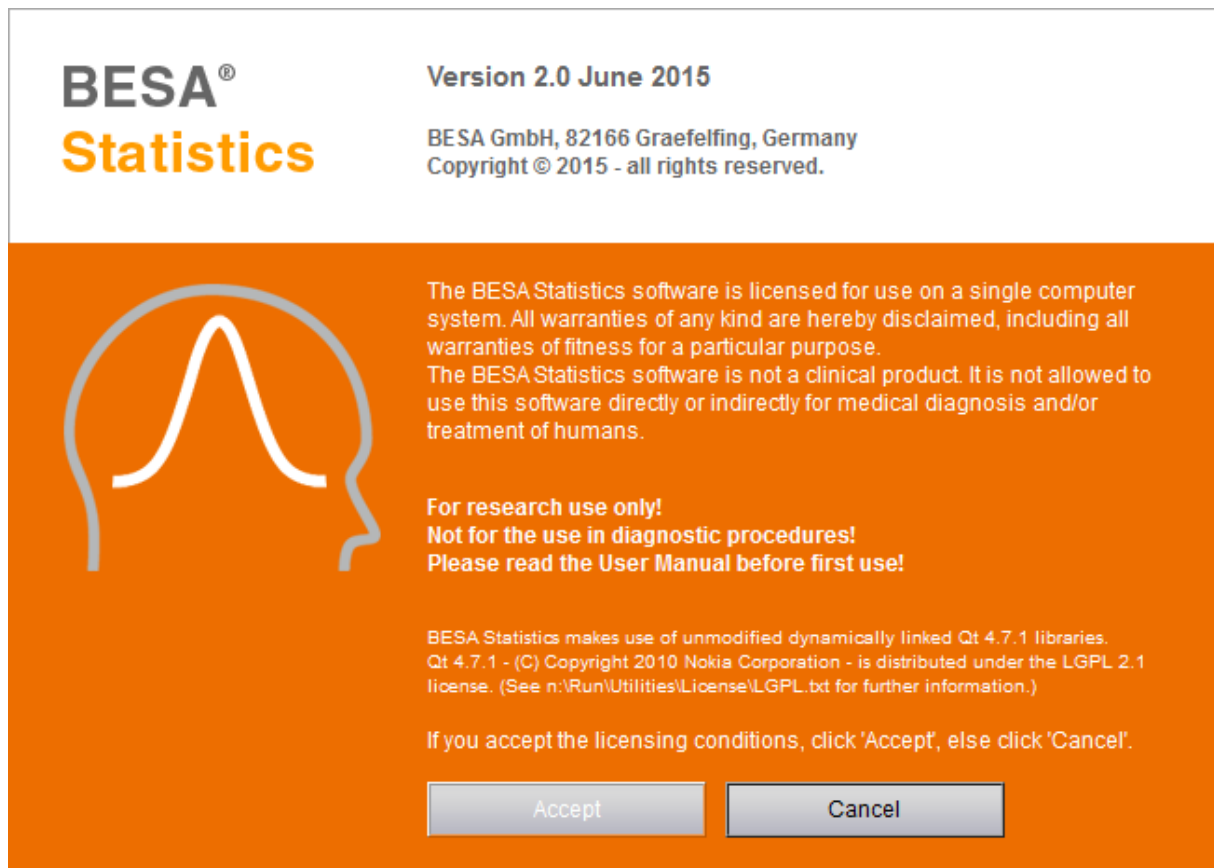 BESA®
Statistics
Version 2.0 June 2015
BESA GmbH, 82166 Graefelfing, Germany
Copyright © 2015 - all rights reserved.
The BESA Statistics software is licensed for use on a single computer
system. All warranties of any kind are hereby disclaimed, including all
warranties of fitness for a particular purpose.
The BESA Statistics software is not a clinical product. It is not allowed to
use this software directly or indirectly for medical diagnosis and/or
treatment of humans.
For research use only!
Not for the use in diagnostic procedures!
Please read the User Manual before first use!
BESA Statistics makes use of unmodified dynamically linked Qt 4.7.1 libraries.
Qt 4.7.1 - (C) Copyright 2010 Nokia Corporation - is distributed under the LGPL 2.1
license. (See n:\Run\Utilities\License\LGPL.txt for further information.)
If you accept the licensing conditions, click 'Accept', else click 'Cancel'.
Accept
Cancel